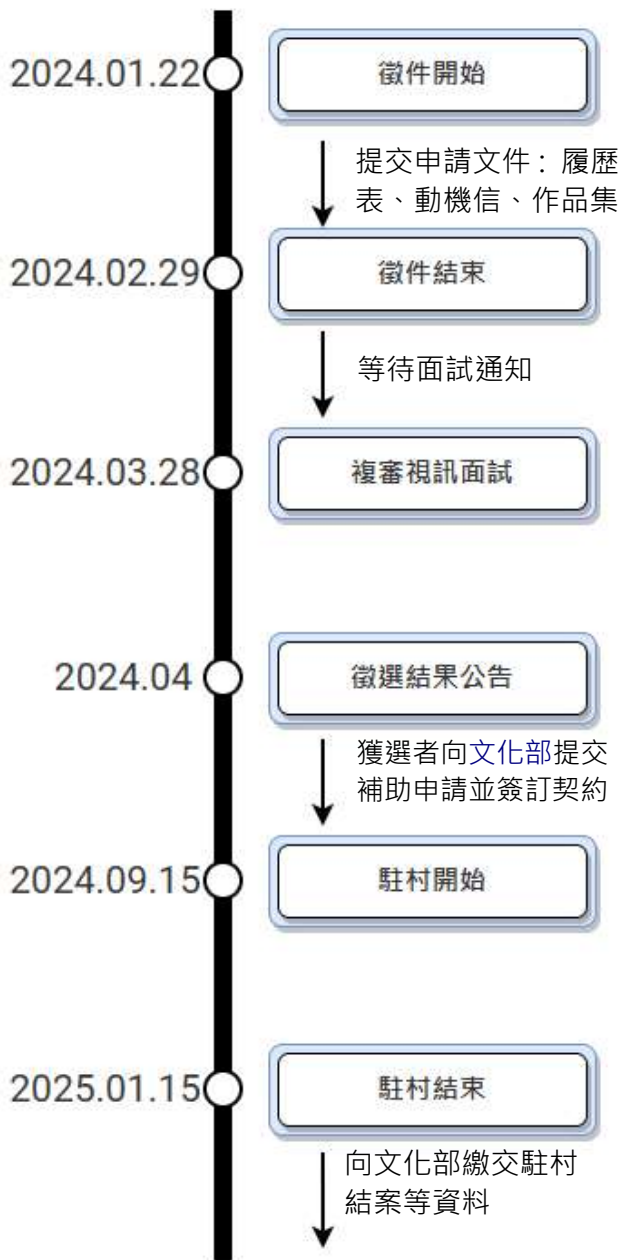 2024.01.22
徵件開始
提交申請文件：履歷
表、動機信、作品集
2024.02.29
徵件結束
等待面試通知
2024.03.28
複審視訊面試
2024.04
徵選結果公告
獲選者向文化部提交
補助申請並簽訂契約
2024.09.15
駐村開始
2025.01.15
駐村結束
向文化部繳交駐村
結案等資料